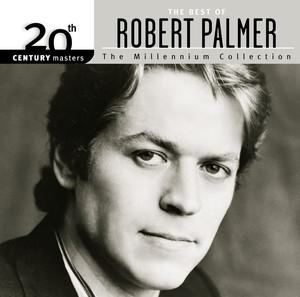 20th
CENTURY masters
THE BEST OF
ROBERT PALMER
The Millennium Collection